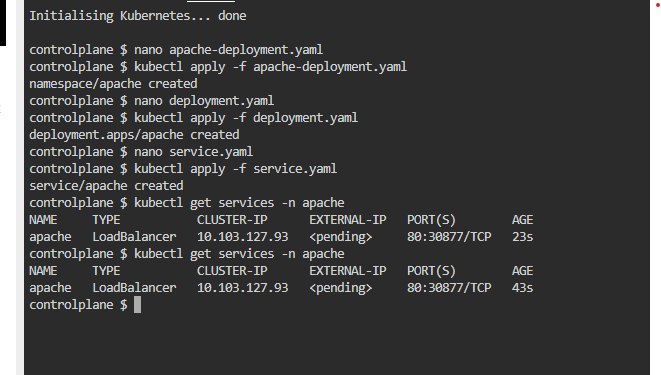 Initialising Kubernetes... done
controlplane $ nano apache-deployment.yaml
controlplane $ kubectl apply -f apache-deployment.yaml
namespace/apache created
controlplane $ nano deployment.yaml
controlplane $ kubectl apply -f deployment.yaml
deployment.apps/apache created
controlplane $ nano service.yaml
controlplane $ kubectl apply -f service.yaml
service/apache created
controlplane $ kubectl get services -n apache
NAME     TYPE           CLUSTER-IP      EXTERNAL-IP   PORT(S)        AGE
apache   LoadBalancer   10.103.127.93   <pending>     80:30877/TCP   23s
controlplane $ kubectl get services -n apache
NAME     TYPE           CLUSTER-IP      EXTERNAL-IP   PORT(S)        AGE
apache   LoadBalancer   10.103.127.93   <pending>     80:30877/TCP   43s
controlplane $